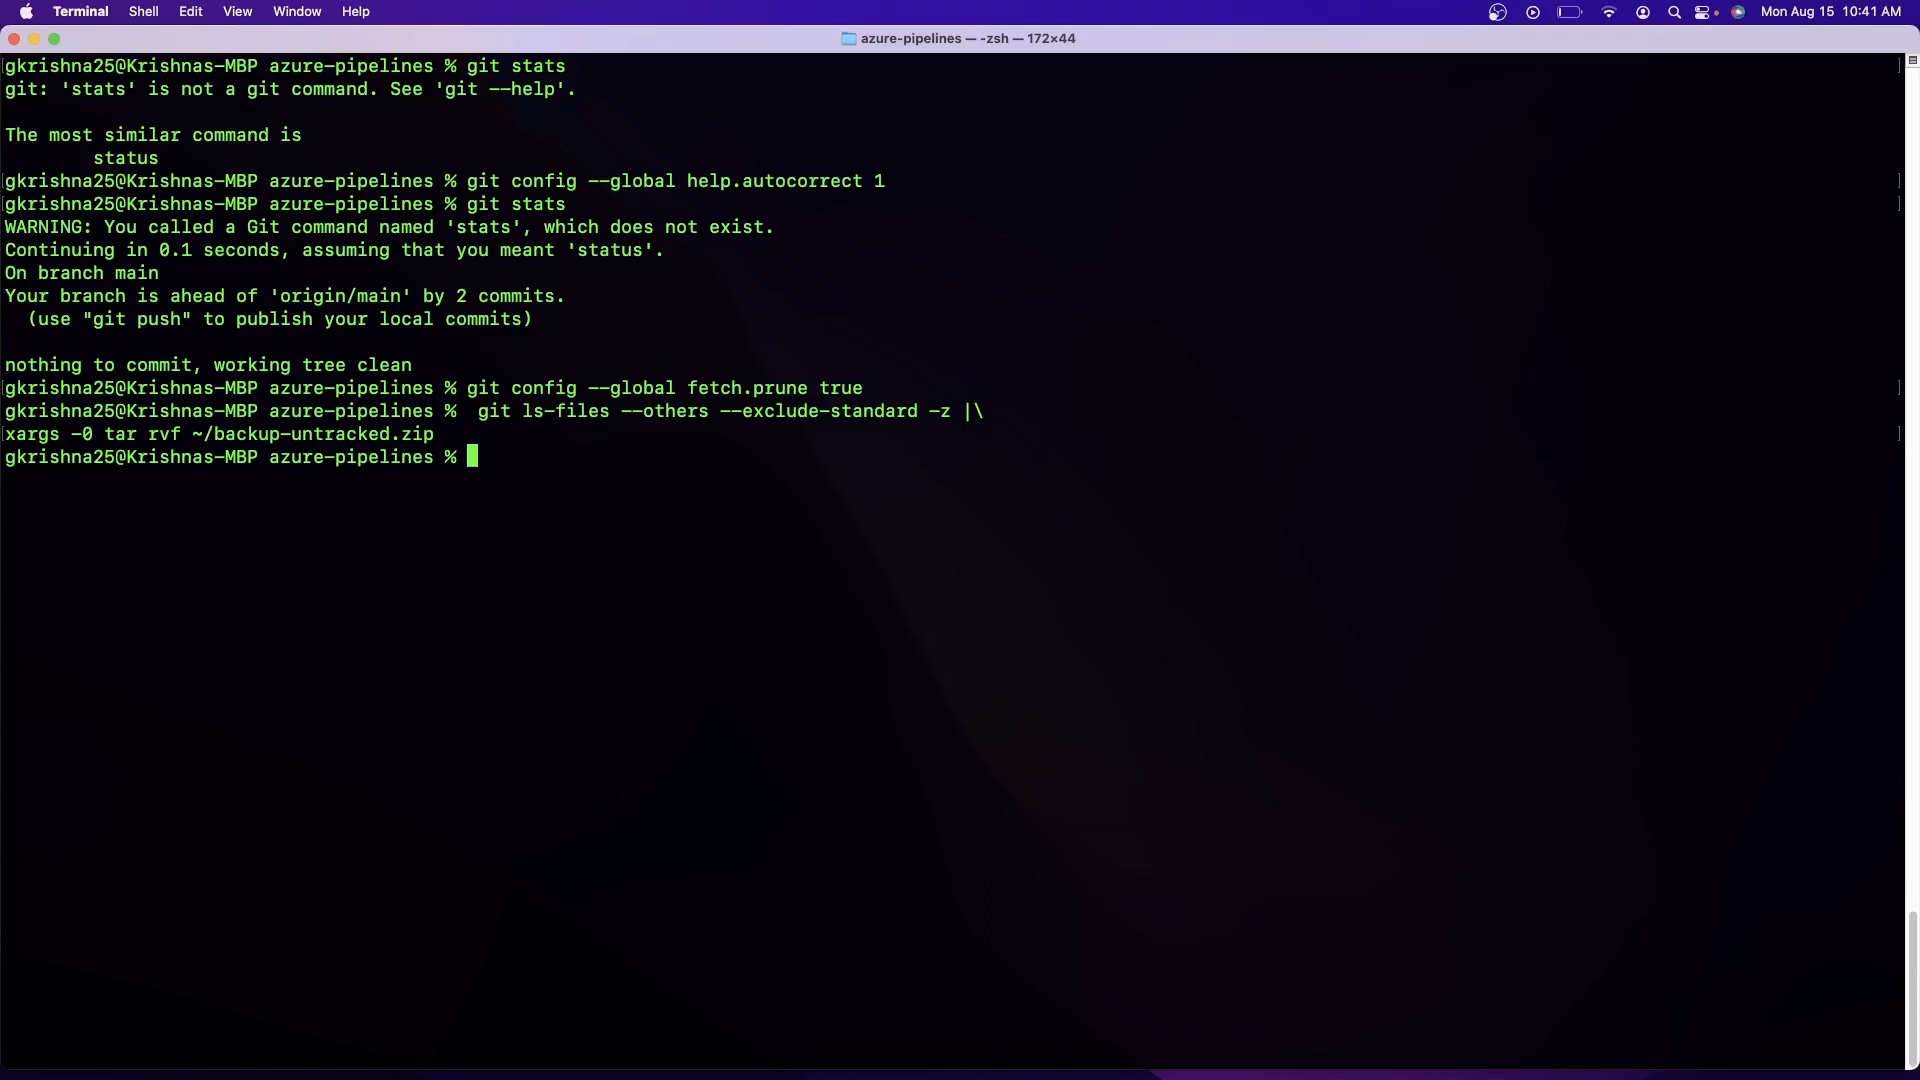 Terminal Shell Edit View Window Help Mon Aug 15 10:41 AM
azure-pipelines — -zsh — 172×44
gkrishna25@Krishnas-MBP azure-pipelines % git stats
git: 'stats' is not a git command. See 'git --help'.
The most similar command is
status
gkrishna25@Krishnas-MBP azure-pipelines % git config --global help.autocorrect 1
gkrishna25@Krishnas-MBP azure-pipelines % git stats
WARNING: You called a Git command named 'stats', which does not exist.
Continuing in 0.1 seconds, assuming that you meant 'status'.
On branch main
Your branch is ahead of 'origin/main' by 2 commits.
(use "git push" to publish your local commits)
nothing to commit, working tree clean
gkrishna25@Krishnas-MBP azure-pipelines % git config --global fetch.prune true
gkrishna25@Krishnas-MBP azure-pipelines %  git ls-files --others --exclude-standard -z |\
xargs -0 tar rvf ~/backup-untracked.zip
gkrishna25@Krishnas-MBP azure-pipelines %